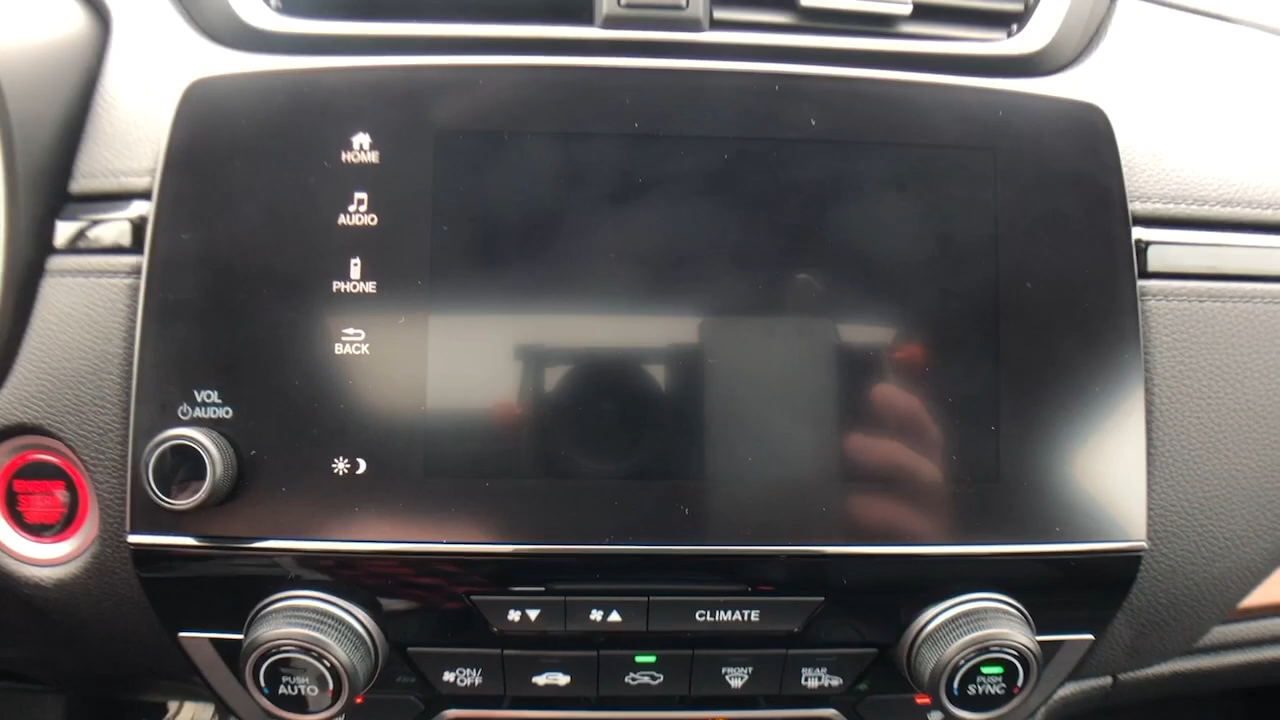 HOME
AUDIO
PHONE
BACK
VOL
AUDIO
CLIMATE
PUSH
AUTO
ON/
OFF
FRONT
REAR
PUSH
SYNC